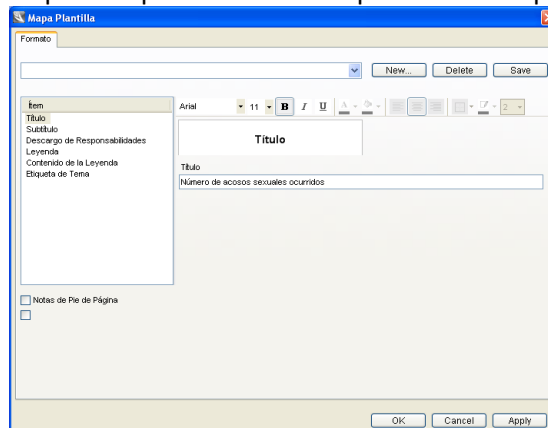 Mapa Plantilla
Formato
New... Delete Save
Ítem
Título
Subtítulo
Descargo de Responsabilidades
Leyenda
Contenido de la Leyenda
Etiqueta de Tema
Arial 11 B I U A 2
Título
Título
Número de acosos sexuales ocurridos
Notas de Pie de Página
OK Cancel Apply